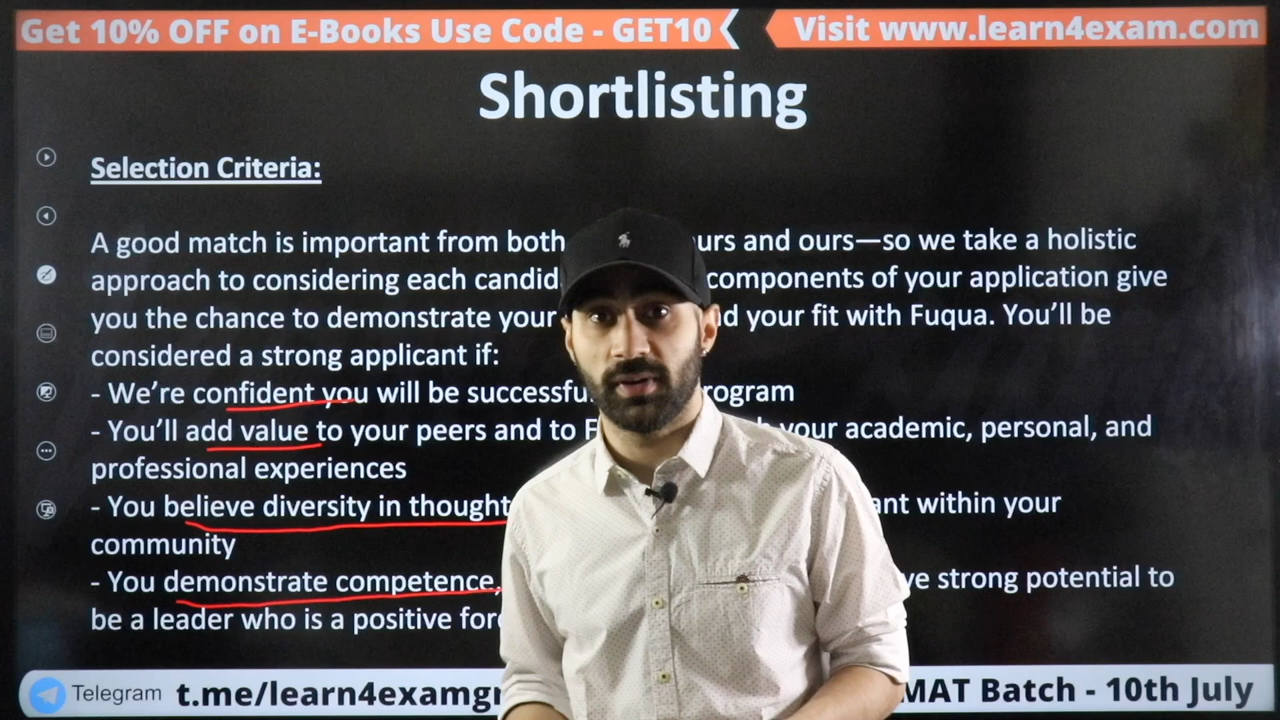 Get 10% OFF on E-Books Use Code - GET10
Visit www.learn4exam.com
Shortlisting
Selection Criteria:
A good match is important from both urs and ours—so we take a holistic
approach to considering each candid components of your application give
you the chance to demonstrate your d your fit with Fuqua. You'll be
considered a strong applicant if:
- We're confident you will be successfu rogram
- You'll add value to your peers and to F your academic, personal, and
professional experiences
- You believe diversity in thought ant within your
community
- You demonstrate competence, ve strong potential to
be a leader who is a positive for
Telegram t.me/learn4examgr MAT Batch - 10th July